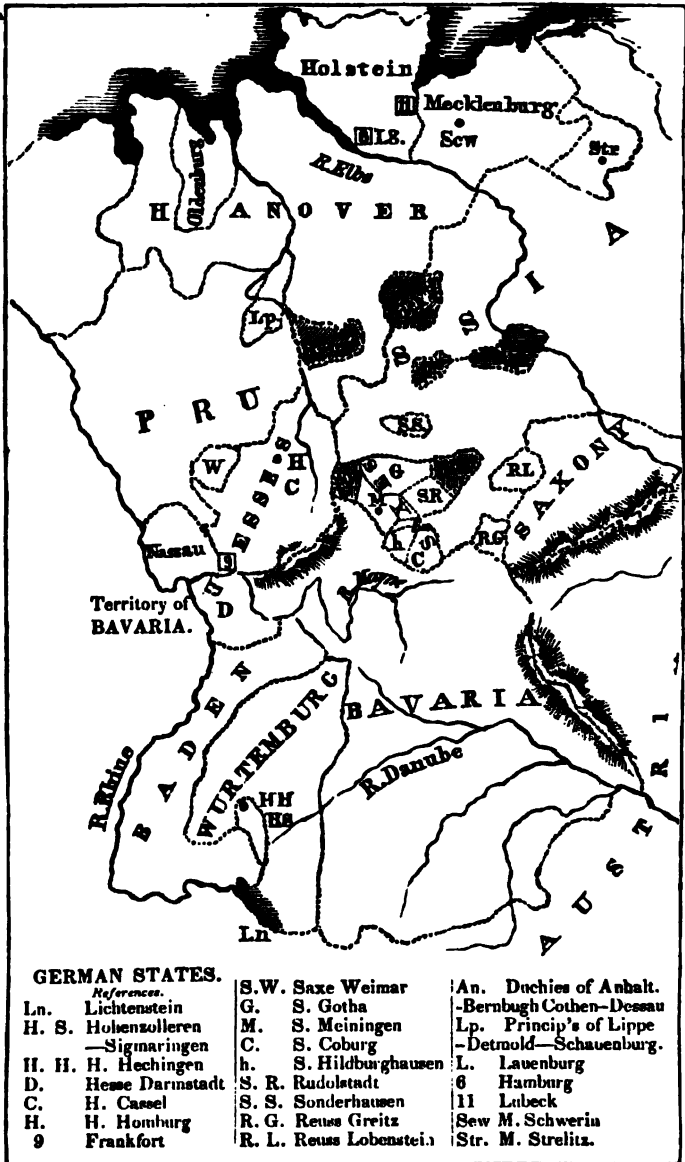 Holstein
11
Mecklenburg
Scw
Str
6
L8.
R. Elbe
Oldenburg
HANOVER
Lp
PRUSSIA
SS
W
HESSE
H
C
G
SR
M
h
C
S
RL
RG
SAXONY
Nassau
9
D
R. Mayne
Territory of
BAVARIA.
BADEN
WURTEMBURG
BAVARIA
R. Rhine
R. Danube
HH
HS
AUSTRI
Ln
GERMAN STATES.
References.
Ln. Lichtenstein
H. S. Hohenzolleren
—Sigmaringen
H. H. H. Hechingen
D. Hesse Darmstadt
C. H. Cassel
H. H. Homburg
9 Frankfort
S.W. Saxe Weimar
G. S. Gotha
M. S. Meiningen
C. S. Coburg
h. S. Hildburghausen
S. R. Rudolstadt
S. S. Sonderhausen
R. G. Reuss Greitz
R. L. Reuss Lobenstein
An. Duchies of Anhalt.
-Bernbugh Cothen-Dessau
Lp. Princip's of Lippe
-Detmold—Schauenburg.
L. Lauenburg
6 Hamburg
11 Lubeck
Sew M. Schwerin
Str. M. Strelitz.